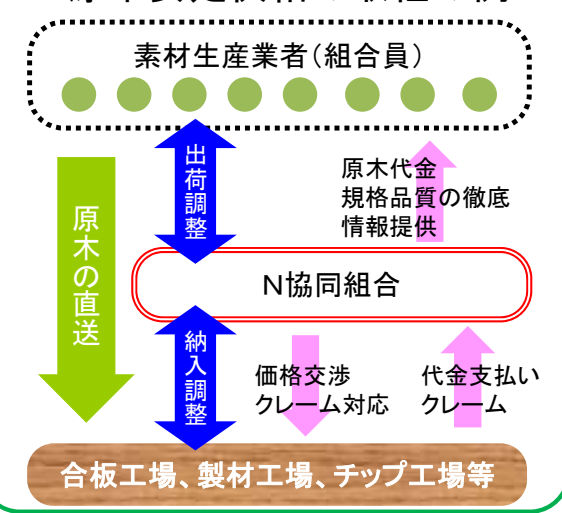 素材生産業者(組合員)
出荷調整
原木代金
規格品質の徹底
情報提供
原木の直送
N協同組合
納入調整
価格交渉
クレーム対応
代金支払い
クレーム
合板工場、製材工場、チップ工場等